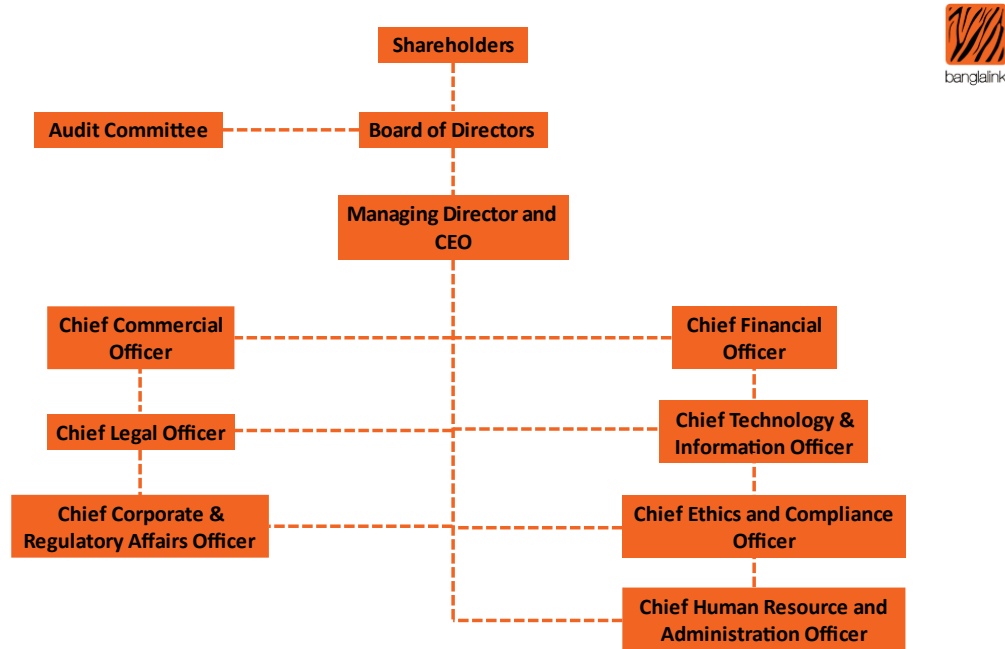 Shareholders
banglalink
Audit Committee
Board of Directors
Managing Director and
CEO
Chief Commercial
Officer
Chief Financial
Officer
Chief Legal Officer
Chief Technology &
Information Officer
Chief Corporate &
Regulatory Affairs Officer
Chief Ethics and Compliance
Officer
Chief Human Resource and
Administration Officer